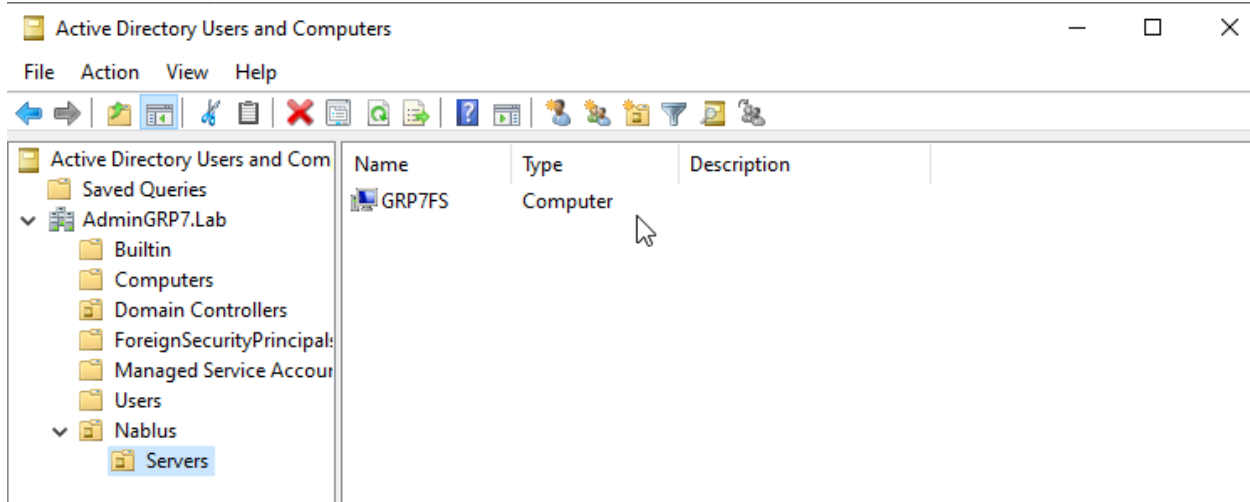 Active Directory Users and Computers
File Action View Help
Active Directory Users and Com
Saved Queries
AdminGRP7.Lab
Builtin
Computers
Domain Controllers
ForeignSecurityPrincipals
Managed Service Accour
Users
Nablus
Servers
Name Type Description
GRP7FS Computer